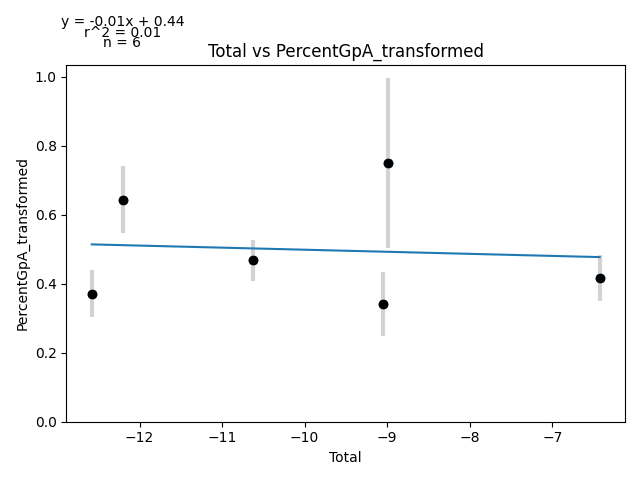 y = -0.01x + 0.44
r^2 = 0.01
n = 6
Total vs PercentGpA_transformed
PercentGpA_transformed
1.0
0.8
0.6
0.4
0.2
0.0
−12 −11 −10 −9 −8 −7
Total